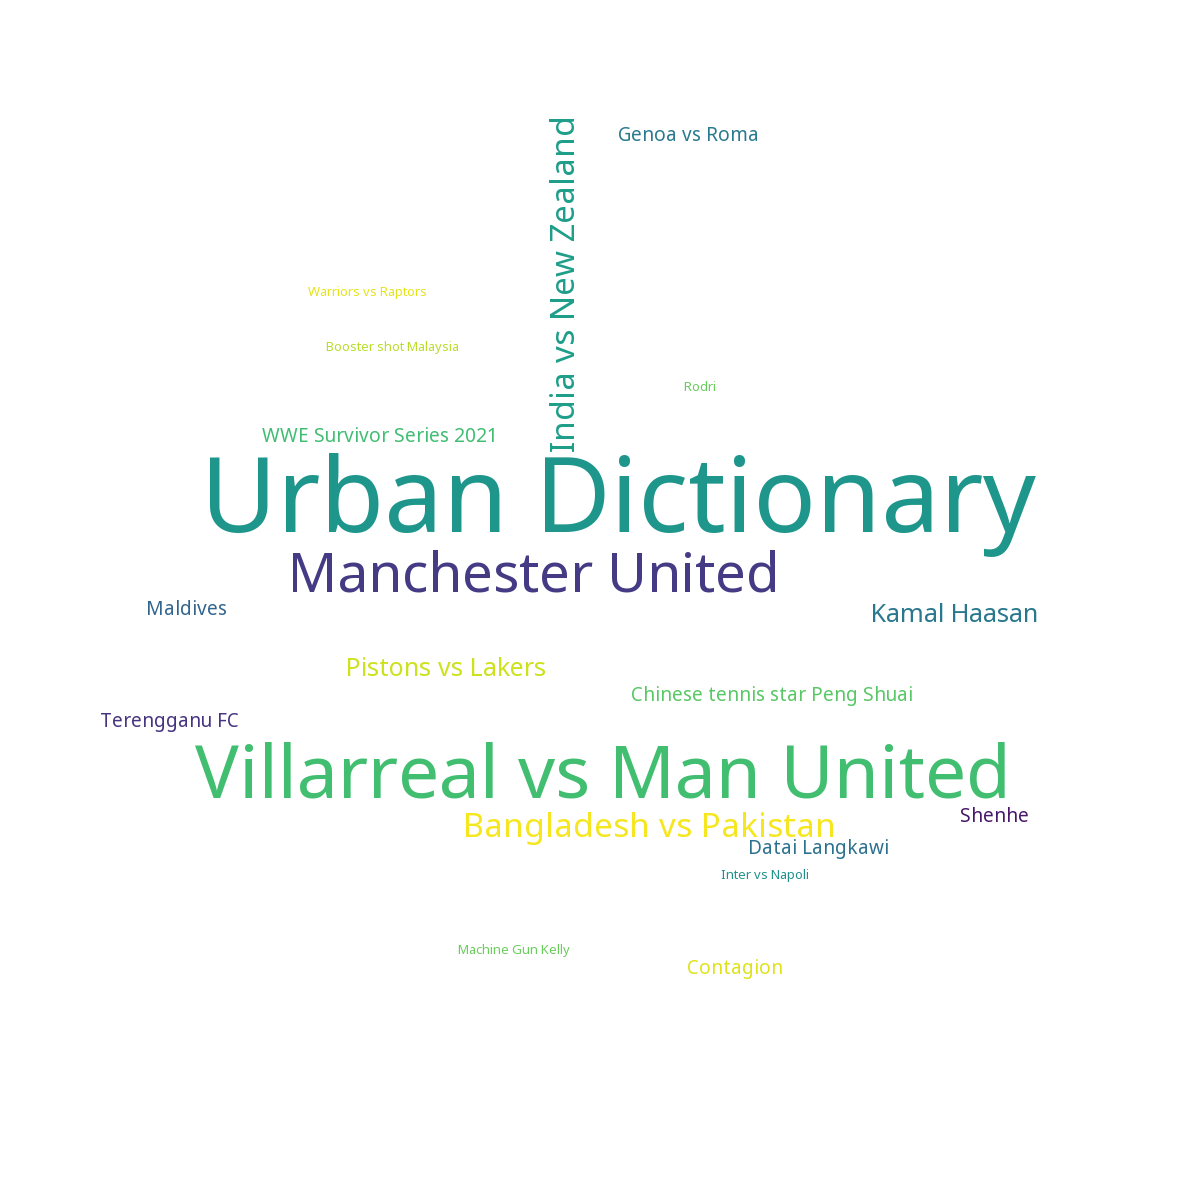 Genoa vs Roma
India vs New Zealand
Warriors vs Raptors
Booster shot Malaysia
Rodri
WWE Survivor Series 2021
Urban Dictionary
Manchester United
Maldives
Kamal Haasan
Pistons vs Lakers
Chinese tennis star Peng Shuai
Terengganu FC
Villarreal vs Man United
Shenhe
Bangladesh vs Pakistan
Datai Langkawi
Inter vs Napoli
Machine Gun Kelly
Contagion